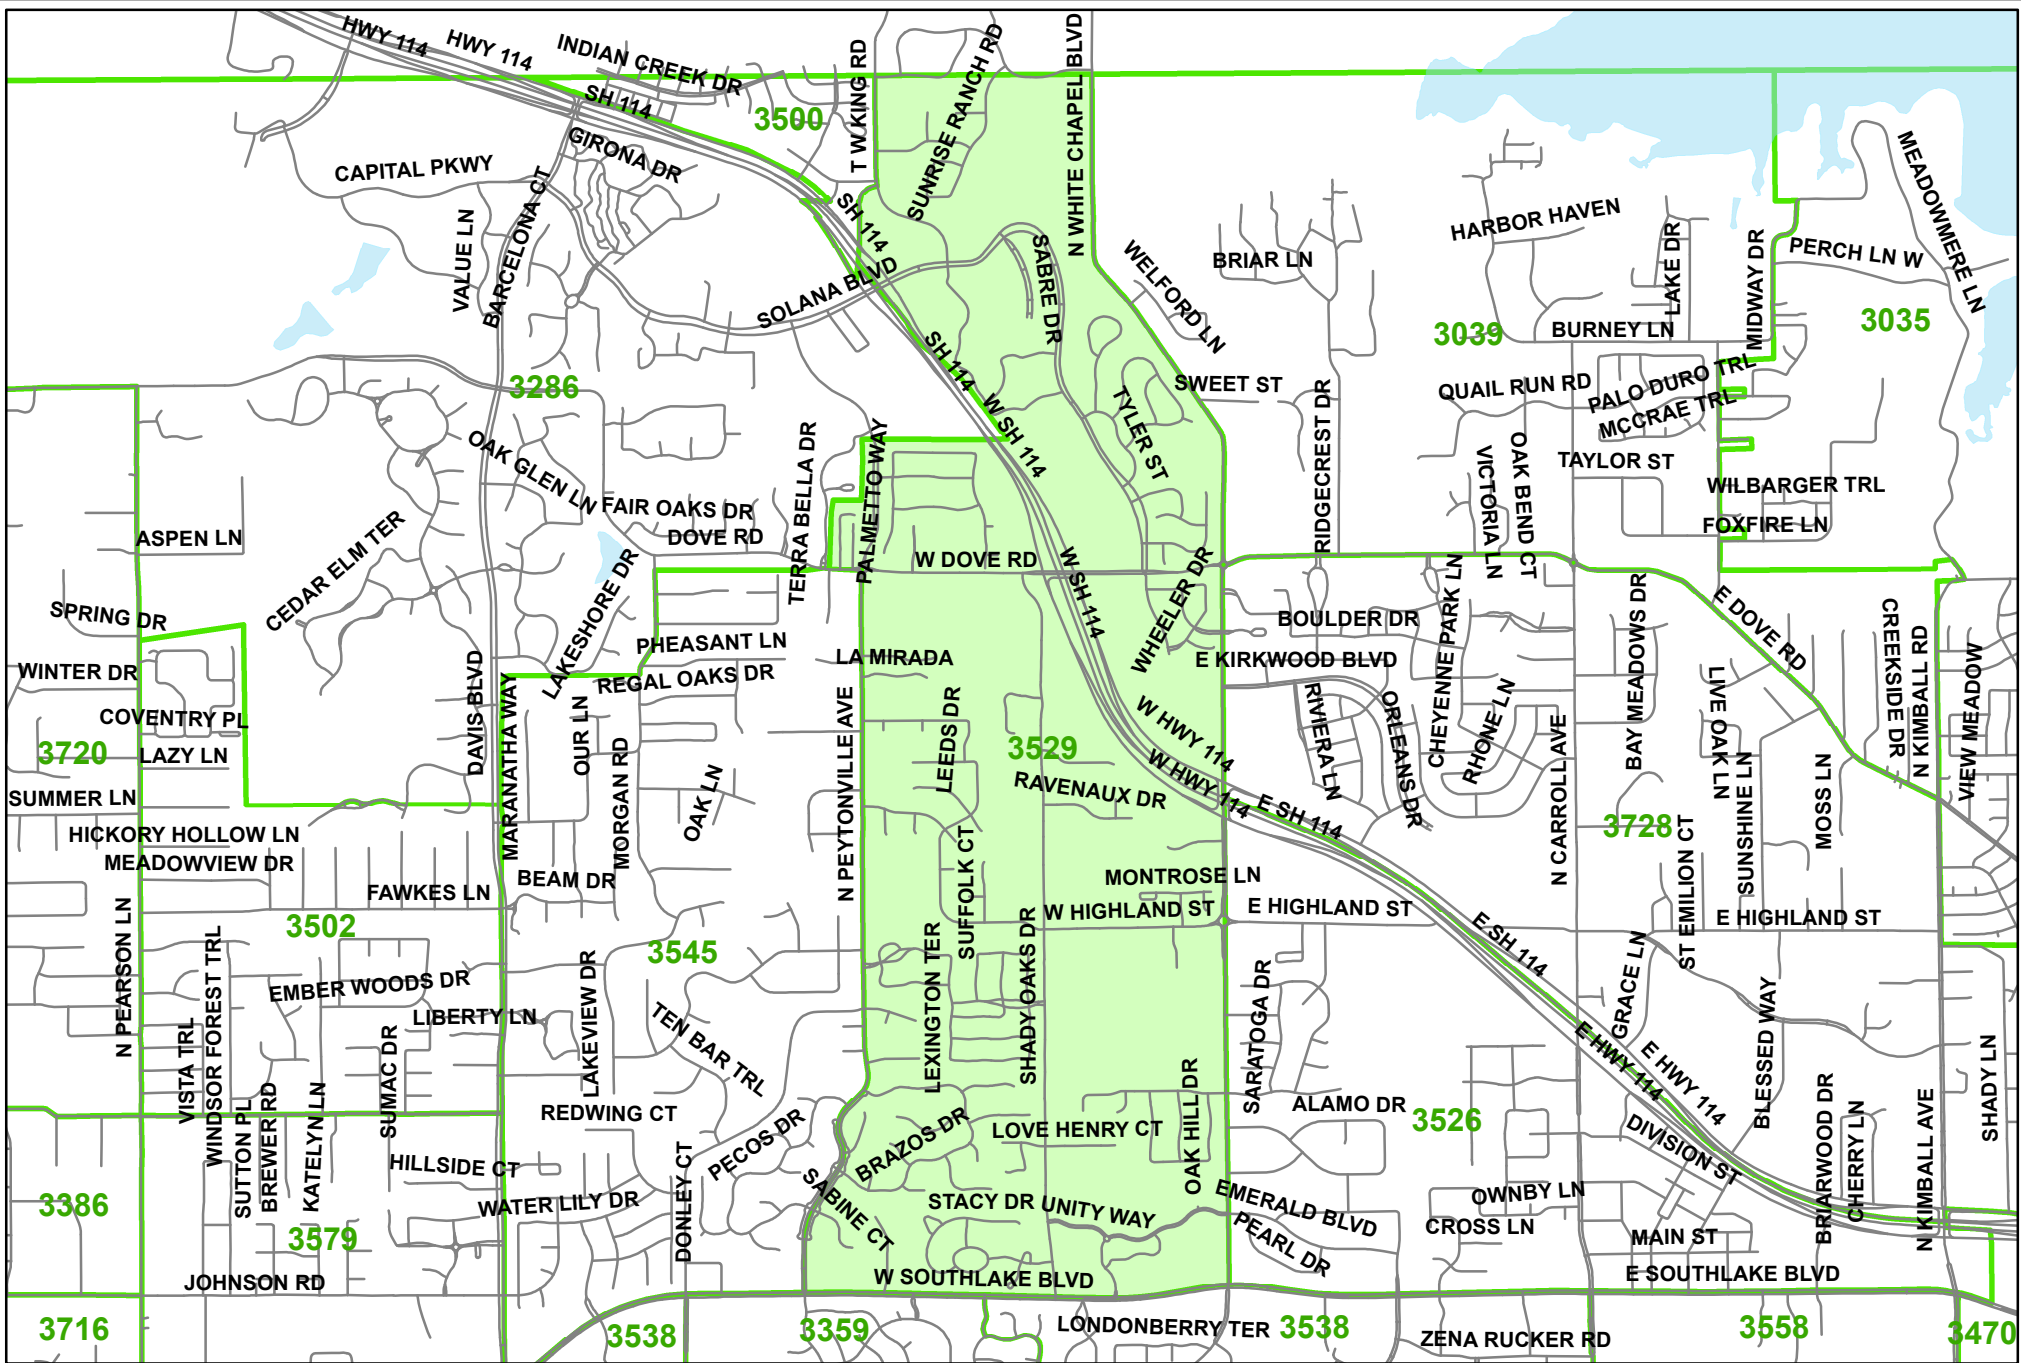 HWY 114
HWY 114
INDIAN CREEK DR
SH 114
3500
T W KING RD
SUNRISE RANCH RD
N WHITE CHAPEL BLVD
GIRONA DR
CAPITAL PKWY
VALUE LN
BARCELONA CT
SH 114
SOLANA BLVD
SABRE DR
WELFORD LN
BRIAR LN
HARBOR HAVEN
LAKE DR
MIDWAY DR
PERCH LN W
MEADOWMERE LN
3035
3039
BURNEY LN
3286
SH 114
W SH 114
TYLER ST
SWEET ST
RIDGECREST DR
QUAIL RUN RD
PALO DURO TRL
MCCRAE TRL
TAYLOR ST
VICTORIA LN
OAK BEND CT
WILBARGER TRL
FOXFIRE LN
OAK GLEN LN
FAIR OAKS DR
DOVE RD
TERRA BELLA DR
PALMETTO WAY
W DOVE RD
W SH 114
WHEELER DR
ASPEN LN
CEDAR ELM TER
SPRING DR
WINTER DR
COVENTRY PL
3720
LAZY LN
SUMMER LN
HICKORY HOLLOW LN
MEADOWVIEW DR
FAWKES LN
3502
DAVIS BLVD
MARANATHA WAY
LAKESHORE DR
PHEASANT LN
REGAL OAKS DR
OUR LN
MORGAN RD
OAK LN
BEAM DR
LA MIRADA
N PEYTONVILLE AVE
LEEDS DR
3529
RAVENAUX DR
SUFFOLK CT
W HWY 114
W HWY 114
E SH 114
BOULDER DR
E KIRKWOOD BLVD
CHEYENNE PARK LN
RIVIERA LN
ORLEANS DR
RHONE LN
N CARROLL AVE
BAY MEADOWS DR
E DOVE RD
LIVE OAK LN
SUNSHINE LN
MOSS LN
CREEKSIDE DR
N KIMBALL RD
VIEW MEADOW
3728
ST EMILION CT
MONTROSE LN
W HIGHLAND ST
E HIGHLAND ST
E HIGHLAND ST
E SH 114
GRACE LN
N PEARSON LN
VISTA TRL
WINDSOR FOREST TRL
EMBER WOODS DR
LIBERTY LN
SUMAC DR
SUTTON PL
BREWER RD
KATELYN LN
3545
LAKEVIEW DR
TEN BAR TRL
REDWING CT
HILLSIDE CT
WATER LILY DR
DONLEY CT
PECOS DR
SABINE CT
BRAZOS DR
LEXINGTON TER
SHADY OAKS DR
LOVE HENRY CT
OAK HILL DR
STACY DR
UNITY WAY
SARATOGA DR
ALAMO DR
3526
EMERALD BLVD
PEARL DR
CROSS LN
OWNBY LN
DIVISION ST
E HWY 114
E HWY 114
BLESSED WAY
MAIN ST
BRIARWOOD DR
CHERRY LN
N KIMBALL AVE
SHADY LN
3386
3579
JOHNSON RD
W SOUTHLAKE BLVD
E SOUTHLAKE BLVD
3716
3538
3359
LONDONBERRY TER
3538
ZENA RUCKER RD
3558
3470